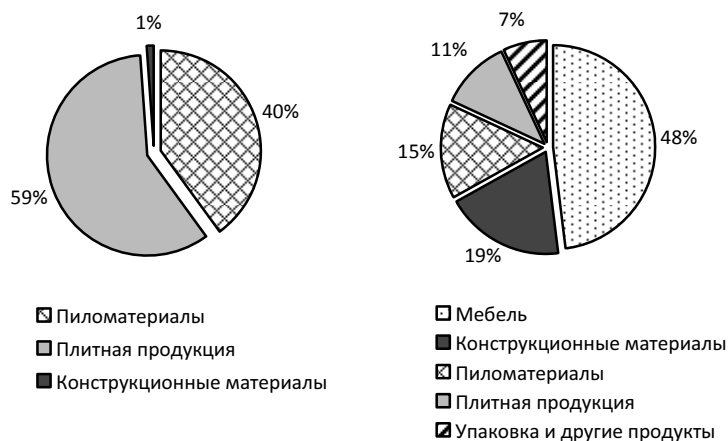 1%
40%
59%
Пиломатериалы
Плитная продукция
Конструкционные материалы
7%
11%
15%
48%
19%
Мебель
Конструкционные материалы
Пиломатериалы
Плитная продукция
Упаковка и другие продукты